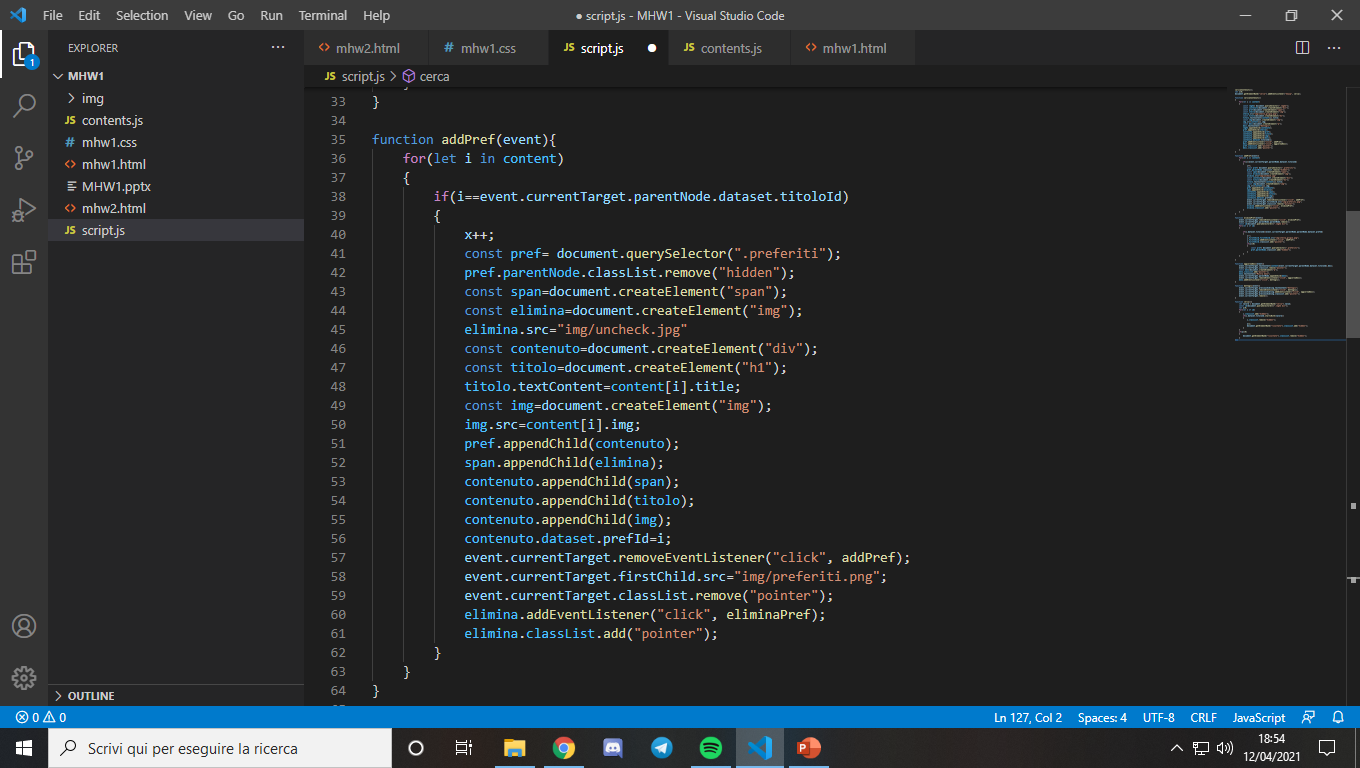 File Edit Selection View Go Run Terminal Help
● script.js - MHW1 - Visual Studio Code
EXPLORER
mhw2.html
# mhw1.css
JS script.js
JS contents.js
mhw1.html
MHW1
JS script.js > cerca
img
JS contents.js
# mhw1.css
<> mhw1.html
MHW1.pptx
<> mhw2.html
JS script.js
1
33 }
34
35 function addPref(event){
36 for(let i in content)
37 {
38 if(i==event.currentTarget.parentNode.dataset.titoloId)
39 {
40 x++;
41 const pref= document.querySelector(".preferiti");
42 pref.parentNode.classList.remove("hidden");
43 const span=document.createElement("span");
44 const elimina=document.createElement("img");
45 elimina.src="img/uncheck.jpg"
46 const contenuto=document.createElement("div");
47 const titolo=document.createElement("h1");
48 titolo.textContent=content[i].title;
49 const img=document.createElement("img");
50 img.src=content[i].img;
51 pref.appendChild(contenuto);
52 span.appendChild(elimina);
53 contenuto.appendChild(span);
54 contenuto.appendChild(titolo);
55 contenuto.appendChild(img);
56 contenuto.dataset.prefId=i;
57 event.currentTarget.removeEventListener("click", addPref);
58 event.currentTarget.firstChild.src="img/preferiti.png";
59 event.currentTarget.classList.remove("pointer");
60 elimina.addEventListener("click", eliminaPref);
61 elimina.classList.add("pointer");
62 }
63 }
64 }
OUTLINE
0 0
Ln 127, Col 2 Spaces: 4 UTF-8 CRLF JavaScript
Scrivi qui per eseguire la ricerca
18:54
12/04/2021